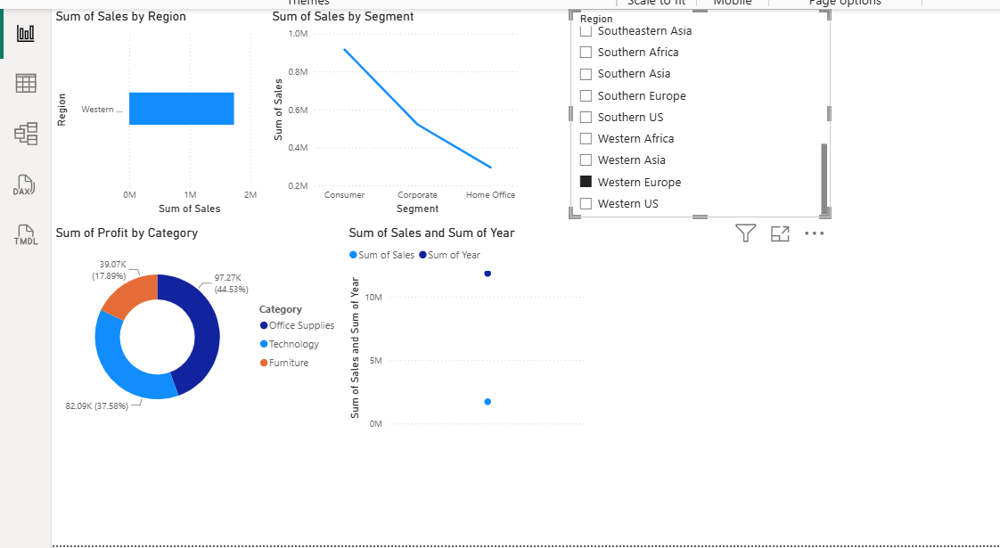 Themes
Scale to fit
Mobile
Page options
Sum of Sales by Region
Region
Western ...
0M
1M
2M
Sum of Sales
Sum of Sales by Segment
Sum of Sales
1.0M
0.8M
0.6M
0.4M
0.2M
Consumer
Corporate
Home Office
Segment
Region
Southeastern Asia
Southern Africa
Southern Asia
Southern Europe
Southern US
Western Africa
Western Asia
Western Europe
Western US
DAX
TMDL
Sum of Profit by Category
39.07K
(17.89%)
97.27K
(44.53%)
82.09K (37.58%)
Category
Office Supplies
Technology
Furniture
Sum of Sales and Sum of Year
Sum of Sales
Sum of Year
Sum of Sales and Sum of Year
10M
5M
0M